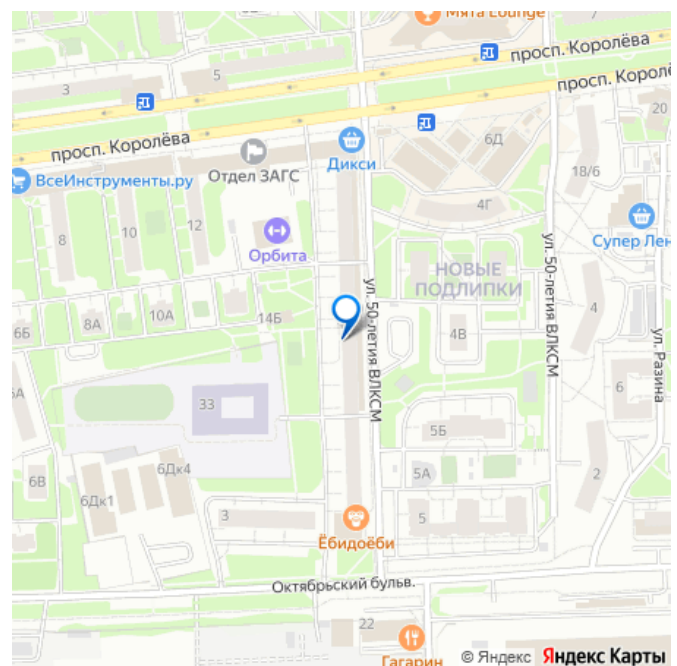 Мята Lounge
7
просп. Королёва
5
3
просп. Королё
20
просп. Королёва
6Д
Дикси
Отдел ЗАГС
ВсеИнструменты.ру
18/6
4Г
12
10
8
Орбита
Супер Лен
ул. 50-летия ВЛКСМ
НОВЫЕ
ПОДЛИПКИ
ул. 50-летия ВЛКСМ
4
10А
14Б
8А
6Б
4В
ул. Разина
6
5А
33
5Б
6Дк4
6В
6Дк1
5А
2
3
5
Ёбидоёби
Октябрьский бульв.
22
Гагарин
© Яндекс Яндекс Карты